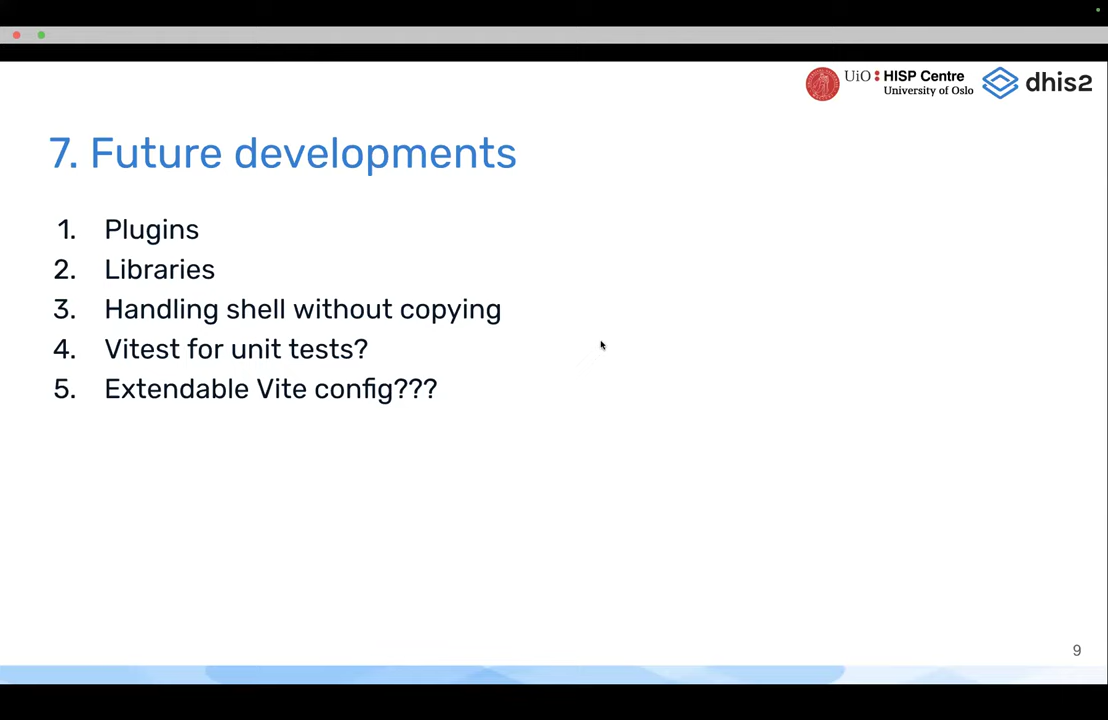 UiO HISP Centre
University of Oslo
dhis2
7. Future developments
1. Plugins
2. Libraries
3. Handling shell without copying
4. Vitest for unit tests?
5. Extendable Vite config???
9